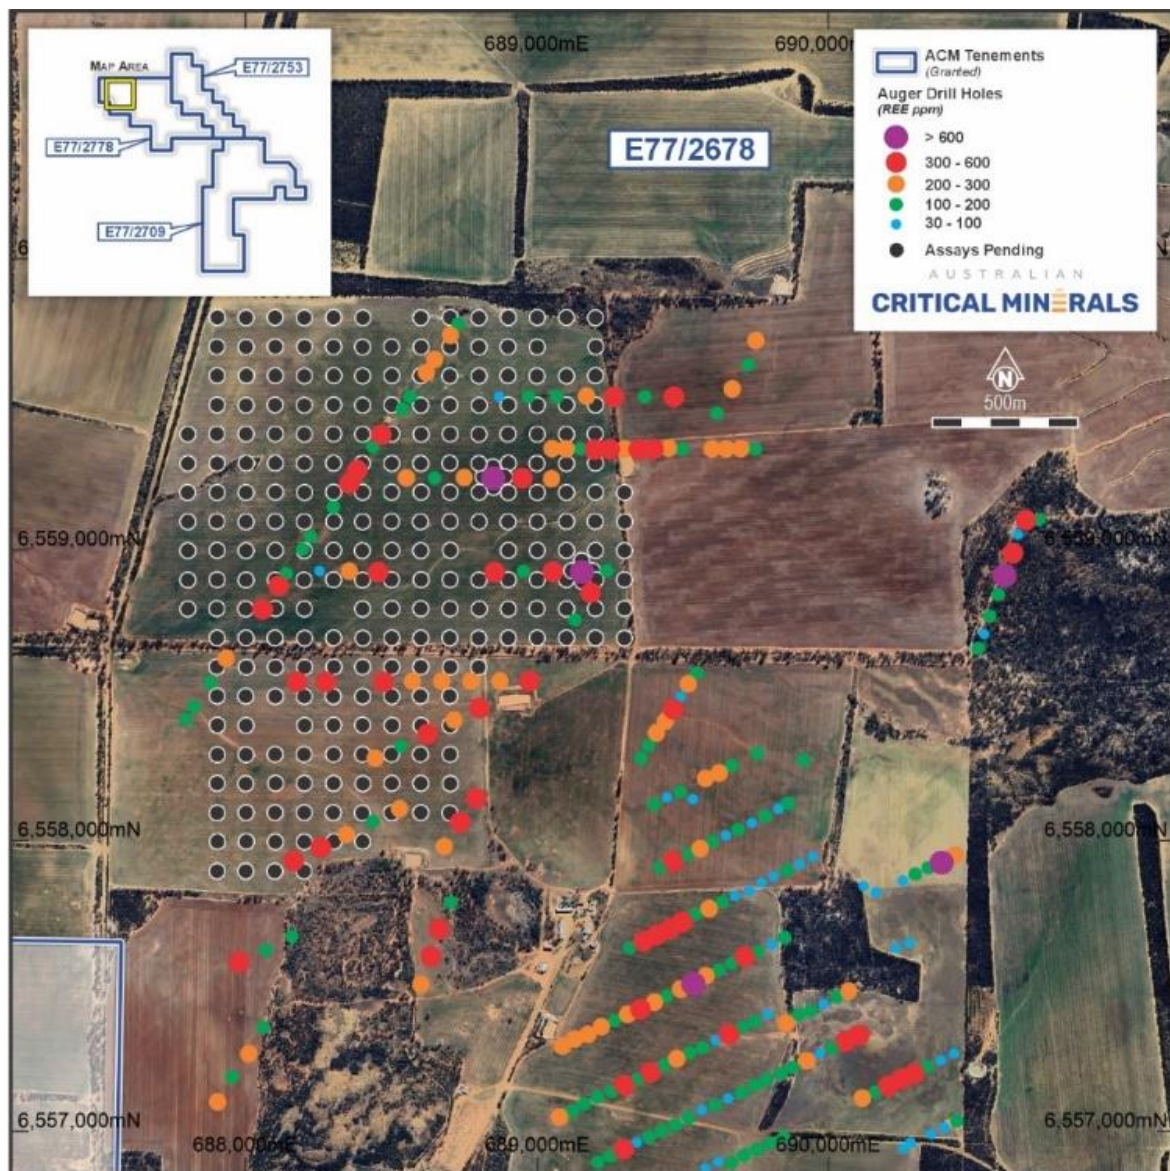 689,000mE
690,000mE
MAP AREA
E77/2753
E77/2778
E77/2709
E77/2678
ACM Tenements
(Granted)
Auger Drill Holes
(REE ppm)
> 600
300 - 600
200 - 300
100 - 200
30 - 100
Assays Pending
AUSTRALIAN
CRITICAL MINERALS
N
500m
6,559,000mN
6,559,000mN
6,558,000mN
6,558,000mN
6,557,000mN
6,557,000mN
688,000mE
689,000mE
690,000mE